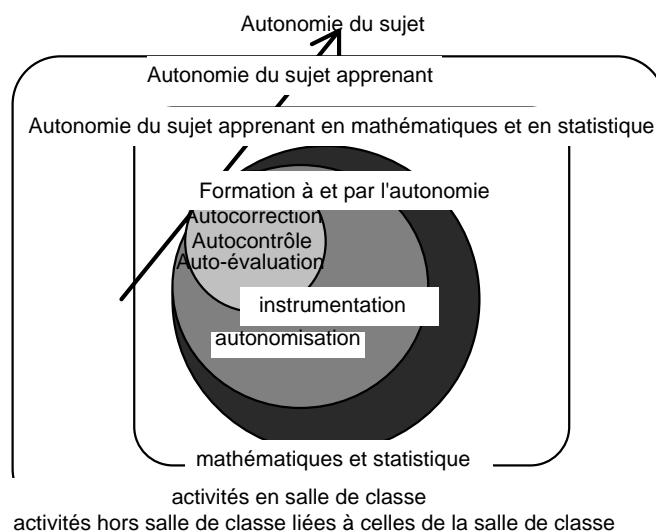 Autonomie du sujet
Autonomie du sujet apprenant
Autonomie du sujet apprenant en mathématiques et en statistique
Formation à et par l'autonomie
Autocorrection
Autocontrôle
Auto-évaluation
instrumentation
autonomisation
mathématiques et statistique
activités en salle de classe
activités hors salle de classe liées à celles de la salle de classe